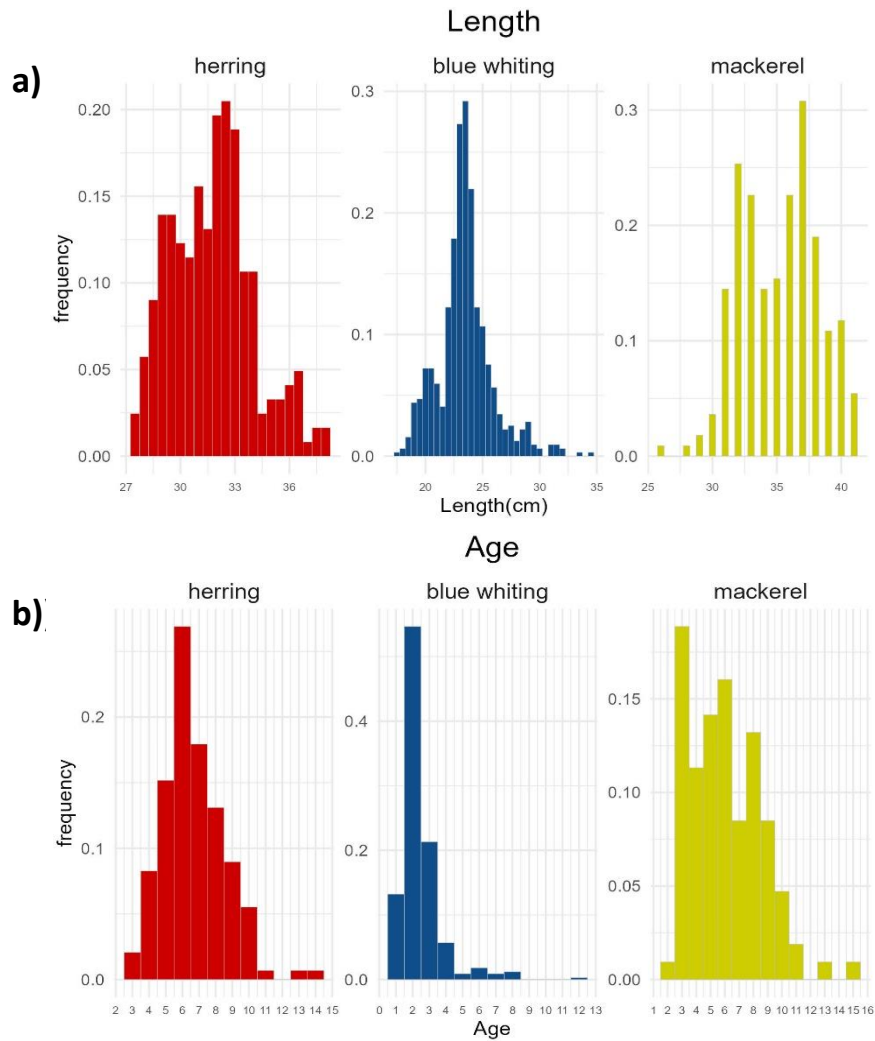 Length
a)
herring
blue whiting
mackerel
frequency
0.20
0.15
0.10
0.05
0.00
0.3
0.2
0.1
0.0
0.3
0.2
0.1
0.0
27 30 33 36
20 25 30 35
25 30 35 40
Length(cm)
Age
b)
herring
blue whiting
mackerel
frequency
0.2
0.1
0.0
0.4
0.2
0.0
0.15
0.10
0.05
0.00
2 3 4 5 6 7 8 9 10 11 12 13 14 15
0 1 2 3 4 5 6 7 8 9 10 11 12 13
1 2 3 4 5 6 7 8 9 10 11 12 13 14 15 16
Age